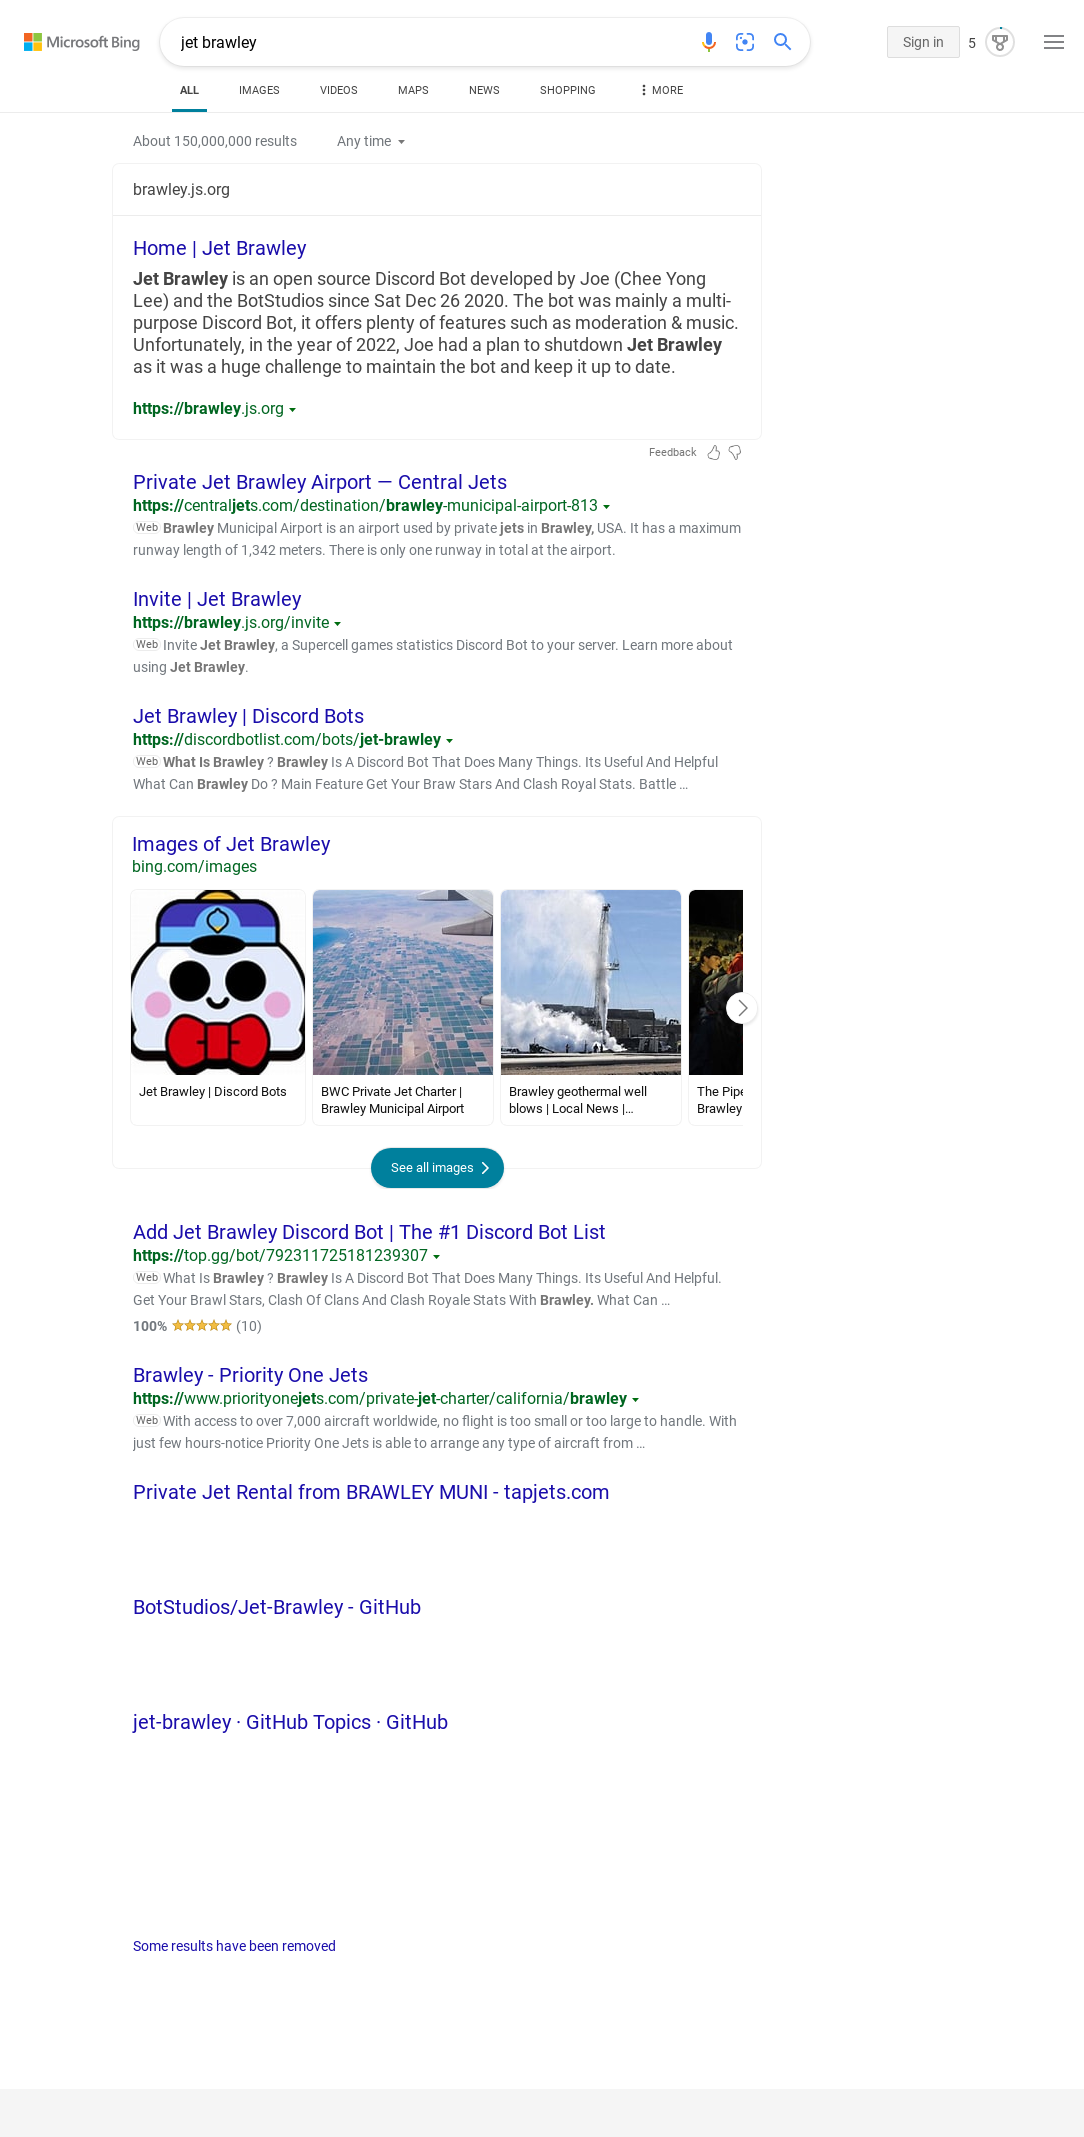 Microsoft Bing
jet brawley
Sign in
5
ALL
IMAGES
VIDEOS
MAPS
NEWS
SHOPPING
MORE
About 150,000,000 results
Any time
brawley.js.org
Home | Jet Brawley
Jet Brawley is an open source Discord Bot developed by Joe (Chee Yong
Lee) and the BotStudios since Sat Dec 26 2020. The bot was mainly a multi-
purpose Discord Bot, it offers plenty of features such as moderation & music.
Unfortunately, in the year of 2022, Joe had a plan to shutdown Jet Brawley
as it was a huge challenge to maintain the bot and keep it up to date.
https://brawley.js.org
Feedback
Private Jet Brawley Airport — Central Jets
https://centraljets.com/destination/brawley-municipal-airport-813
Web Brawley Municipal Airport is an airport used by private jets in Brawley, USA. It has a maximum
runway length of 1,342 meters. There is only one runway in total at the airport.
Invite | Jet Brawley
https://brawley.js.org/invite
Web Invite Jet Brawley, a Supercell games statistics Discord Bot to your server. Learn more about
using Jet Brawley.
Jet Brawley | Discord Bots
https://discordbotlist.com/bots/jet-brawley
Web What Is Brawley ? Brawley Is A Discord Bot That Does Many Things. Its Useful And Helpful
What Can Brawley Do ? Main Feature Get Your Braw Stars And Clash Royal Stats. Battle …
Images of Jet Brawley
bing.com/images
Jet Brawley | Discord Bots
BWC Private Jet Charter |
Brawley Municipal Airport
Brawley geothermal well
blows | Local News |…
The Pipe
Brawley
See all images
Add Jet Brawley Discord Bot | The #1 Discord Bot List
https://top.gg/bot/792311725181239307
Web What Is Brawley ? Brawley Is A Discord Bot That Does Many Things. Its Useful And Helpful.
Get Your Brawl Stars, Clash Of Clans And Clash Royale Stats With Brawley. What Can …
100% (10)
Brawley - Priority One Jets
https://www.priorityonejets.com/private-jet-charter/california/brawley
Web With access to over 7,000 aircraft worldwide, no flight is too small or too large to handle. With
just few hours-notice Priority One Jets is able to arrange any type of aircraft from …
Private Jet Rental from BRAWLEY MUNI - tapjets.com
BotStudios/Jet-Brawley - GitHub
jet-brawley · GitHub Topics · GitHub
Some results have been removed